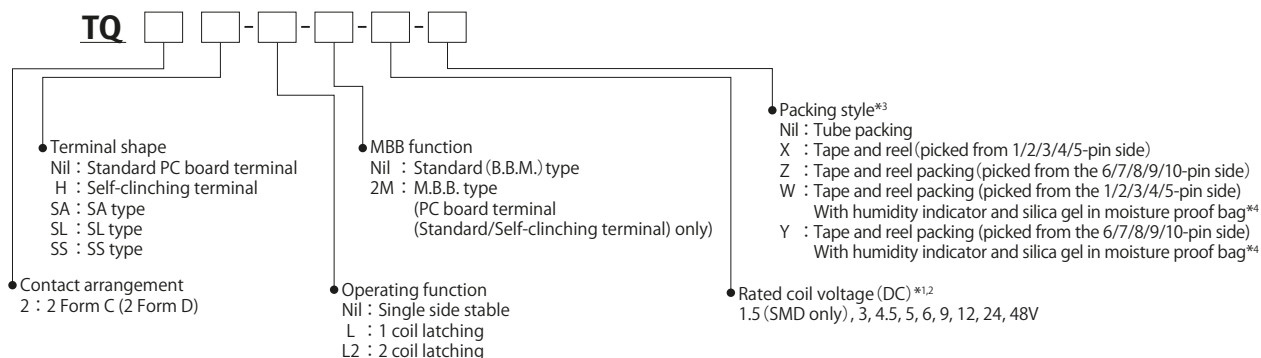 TQ - - - -
Terminal shape
Nil : Standard PC board terminal
H : Self-clinching terminal
SA : SA type
SL : SL type
SS : SS type
Contact arrangement
2 : 2 Form C (2 Form D)
MBB function
Nil : Standard (B.B.M.) type
2M : M.B.B. type
(PC board terminal
(Standard/Self-clinching terminal) only)
Operating function
Nil : Single side stable
L : 1 coil latching
L2 : 2 coil latching
Packing style*3
Nil : Tube packing
X : Tape and reel (picked from 1/2/3/4/5-pin side)
Z : Tape and reel packing (picked from the 6/7/8/9/10-pin side)
W : Tape and reel packing (picked from the 1/2/3/4/5-pin side)
With humidity indicator and silica gel in moisture proof bag*4
Y : Tape and reel packing (picked from the 6/7/8/9/10-pin side)
With humidity indicator and silica gel in moisture proof bag*4
Rated coil voltage (DC) *1,2
1.5 (SMD only), 3, 4.5, 5, 6, 9, 12, 24, 48V